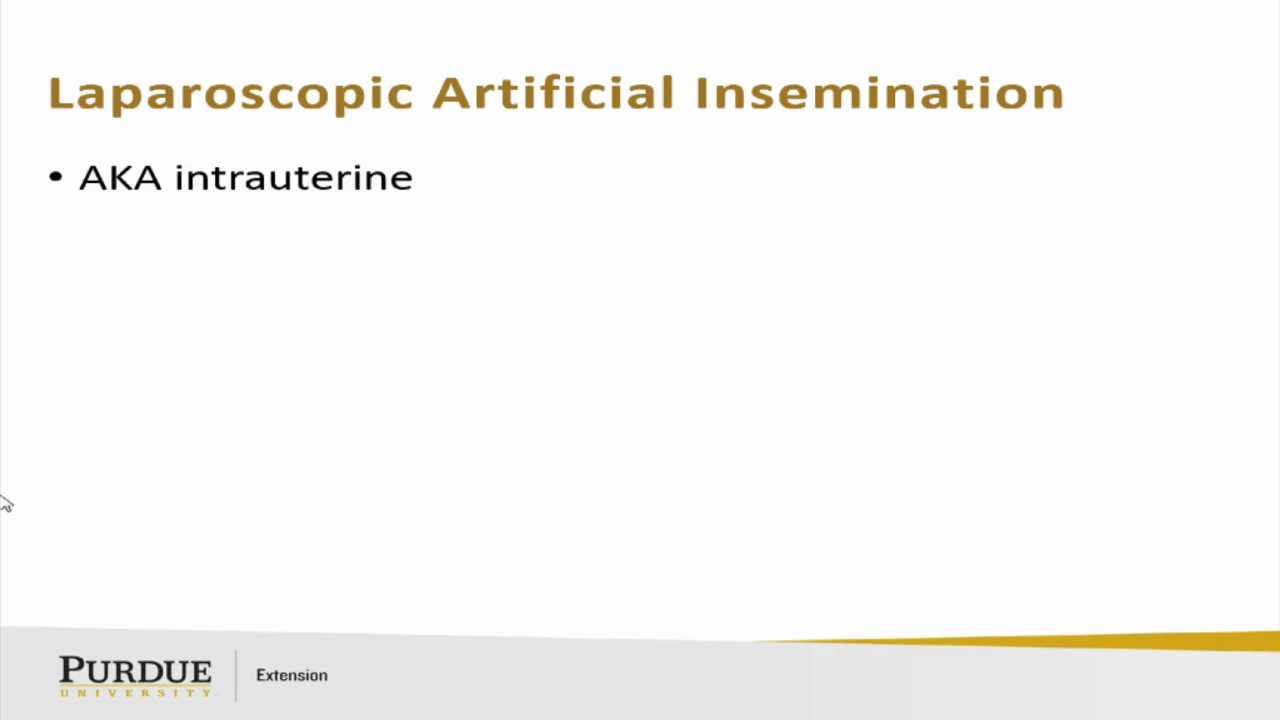 Laparoscopic Artificial Insemination
• AKA intrauterine
PURDUE
UNIVERSITY
Extension